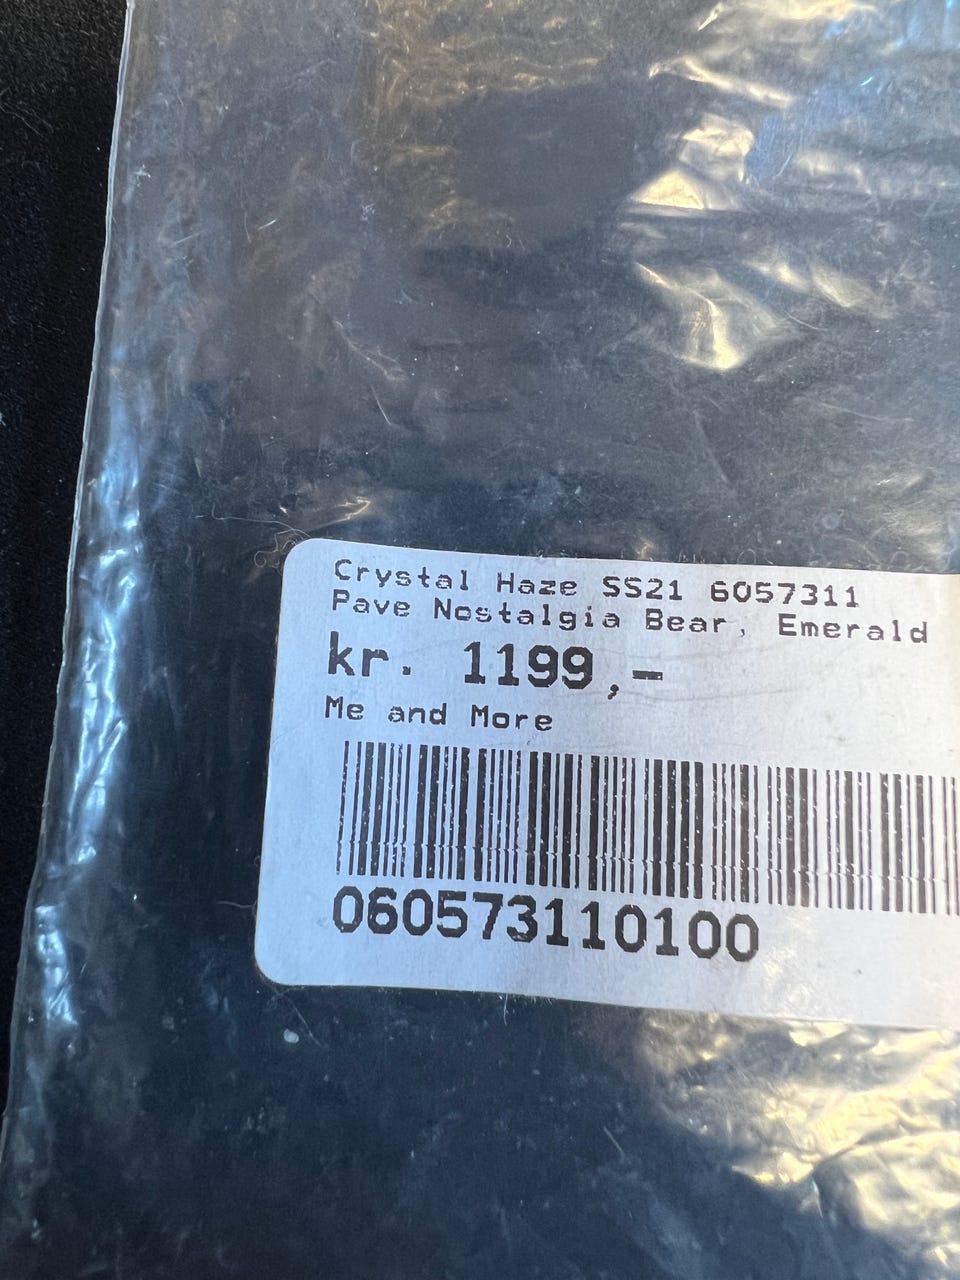 Crystal Haze SS21 6057311
Pave Nostalgia Bear, Emerald
kr. 1199,-
Me and More
060573110100